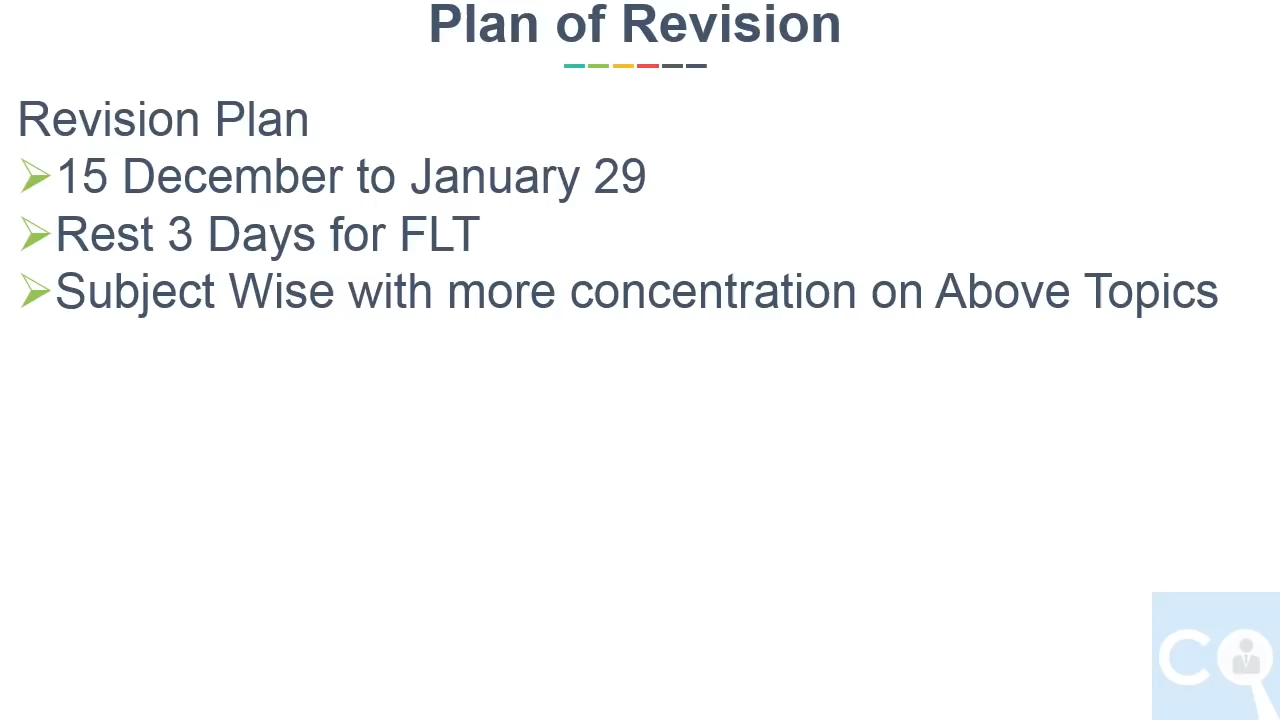 Plan of Revision
Revision Plan
15 December to January 29
Rest 3 Days for FLT
Subject Wise with more concentration on Above Topics
CQ